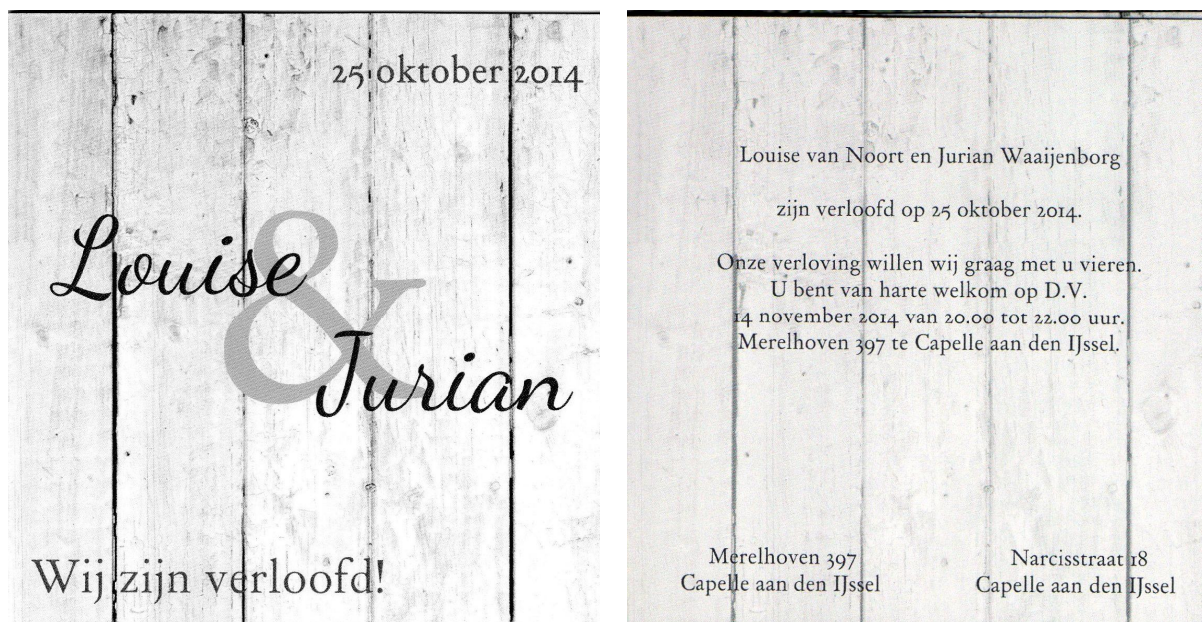 25 oktober 2014
Louise
&
Jurian
Wij zijn verloofd!
Louise van Noort en Jurian Waaijenborg
zijn verloofd op 25 oktober 2014.
Onze verloving willen wij graag met u vieren.
U bent van harte welkom op D.V.
14 november 2014 van 20.00 tot 22.00 uur.
Merelhoven 397 te Capelle aan den IJssel.
Merelhoven 397
Capelle aan den IJssel
Narcisstraat 18
Capelle aan den IJssel